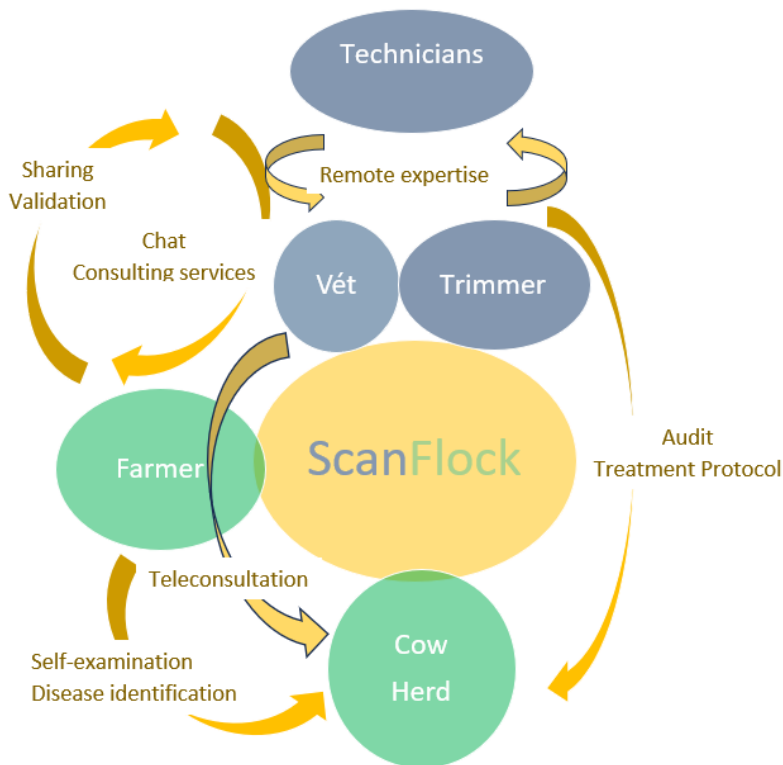 Technicians
Remote expertise
Sharing
Validation
Chat
Consulting services
Vét
Trimmer
ScanFlock
Farmer
Audit
Treatment Protocol
Teleconsultation
Cow
Herd
Self-examination
Disease identification